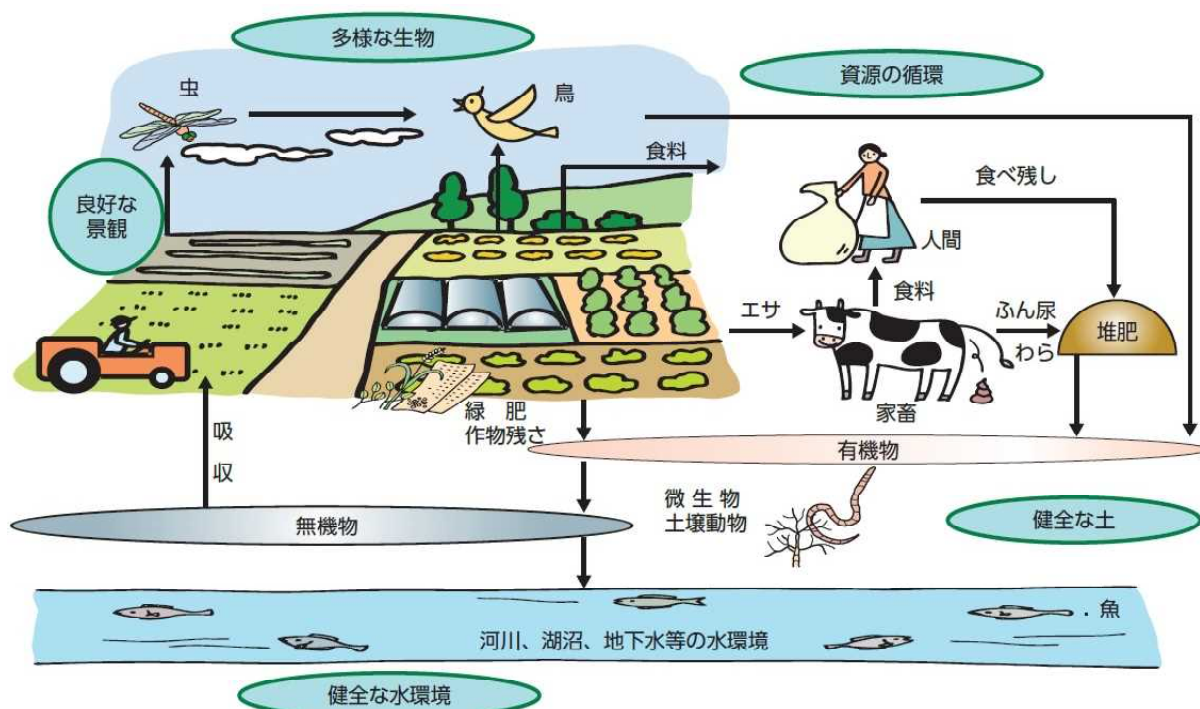 多様な生物
資源の循環
虫
鳥
食料
良好な
景観
食べ残し
人間
エサ
食料
ふん尿
わら
堆肥
家畜
緑 肥
作物残さ
吸
収
有機物
微 生 物
土壌動物
無機物
健全な土
. 魚
河川、湖沼、地下水等の水環境
健全な水環境